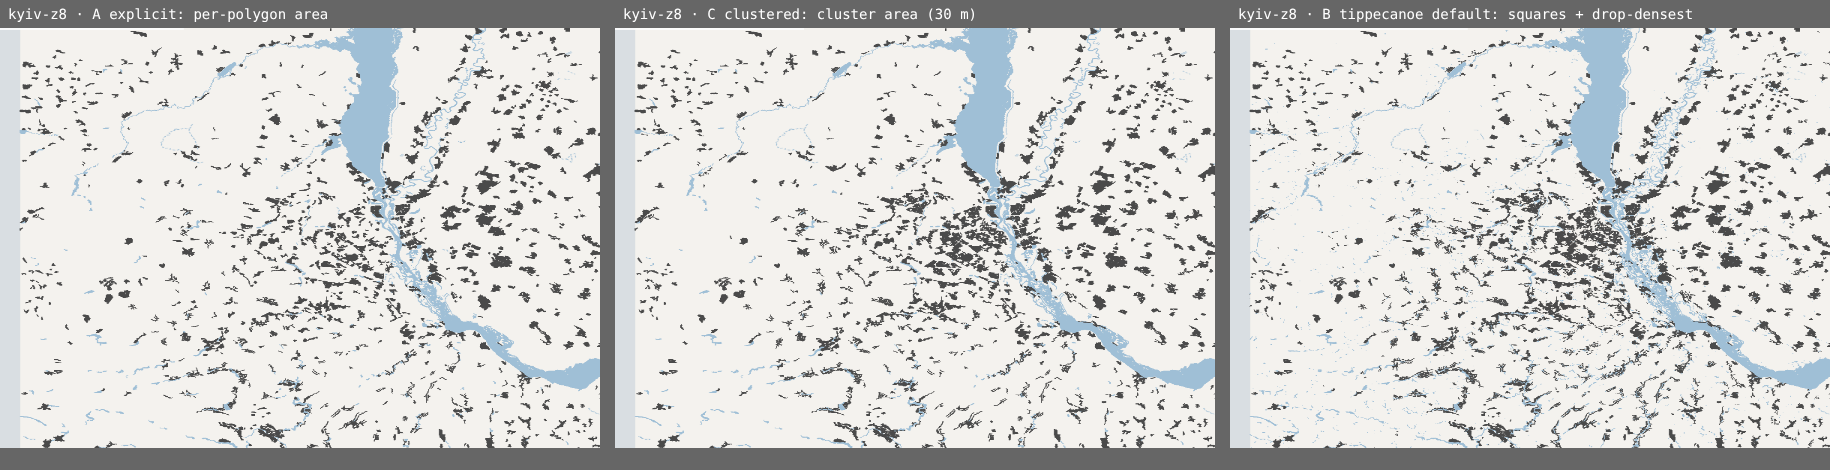 kyiv-z8 · A explicit: per-polygon area
kyiv-z8 · C clustered: cluster area (30 m)
kyiv-z8 · B tippecanoe default: squares + drop-densest